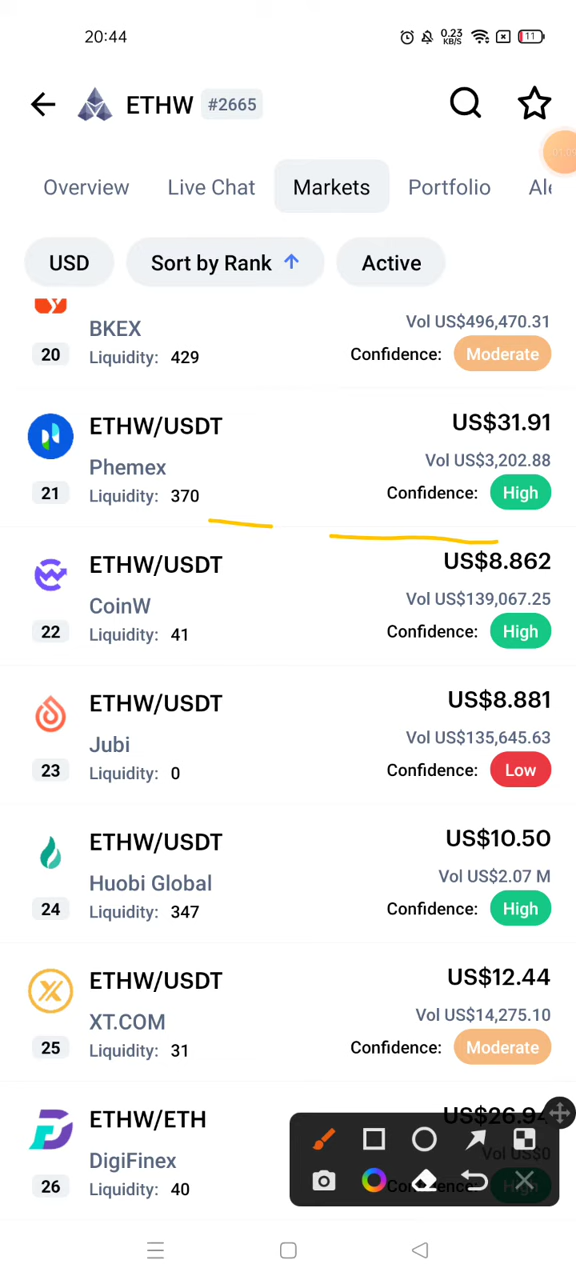 20:44
0.23
KB/S
11
ETHW #2665
Overview Live Chat Markets Portfolio
USD Sort by Rank Active
BKEX Vol US$496,470.31
20 Liquidity: 429 Confidence: Moderate
ETHW/USDT US$31.91
Phemex Vol US$3,202.88
21 Liquidity: 370 Confidence: High
ETHW/USDT US$8.862
CoinW Vol US$139,067.25
22 Liquidity: 41 Confidence: High
ETHW/USDT US$8.881
Jubi Vol US$135,645.63
23 Liquidity: 0 Confidence: Low
ETHW/USDT US$10.50
Huobi Global Vol US$2.07 M
24 Liquidity: 347 Confidence: High
ETHW/USDT US$12.44
XT.COM Vol US$14,275.10
25 Liquidity: 31 Confidence: Moderate
ETHW/ETH
DigiFinex Vol US$0
26 Liquidity: 40 High